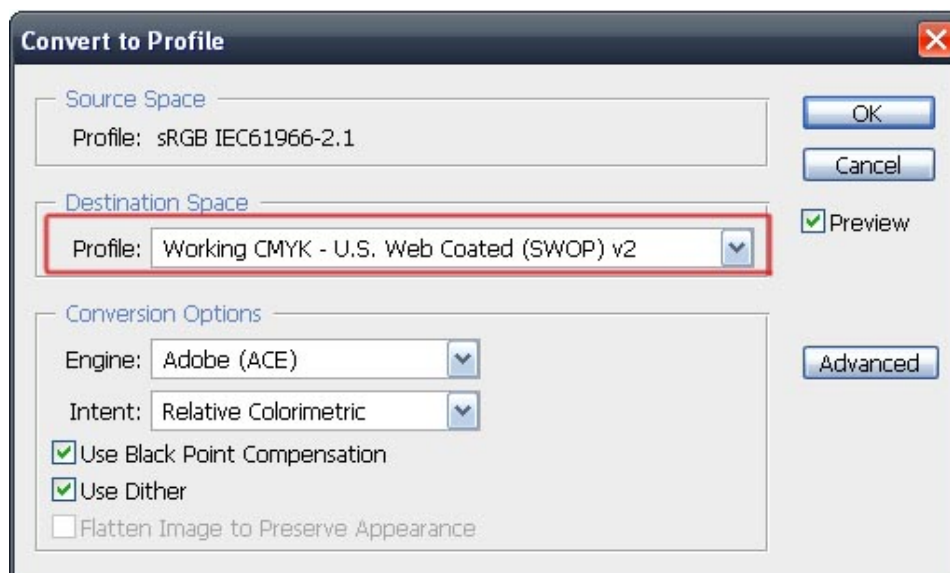 Convert to Profile
Source Space
Profile: sRGB IEC61966-2.1
OK
Cancel
Destination Space
Profile: Working CMYK - U.S. Web Coated (SWOP) v2
Preview
Conversion Options
Engine: Adobe (ACE)
Advanced
Intent: Relative Colorimetric
Use Black Point Compensation
Use Dither
Flatten Image to Preserve Appearance